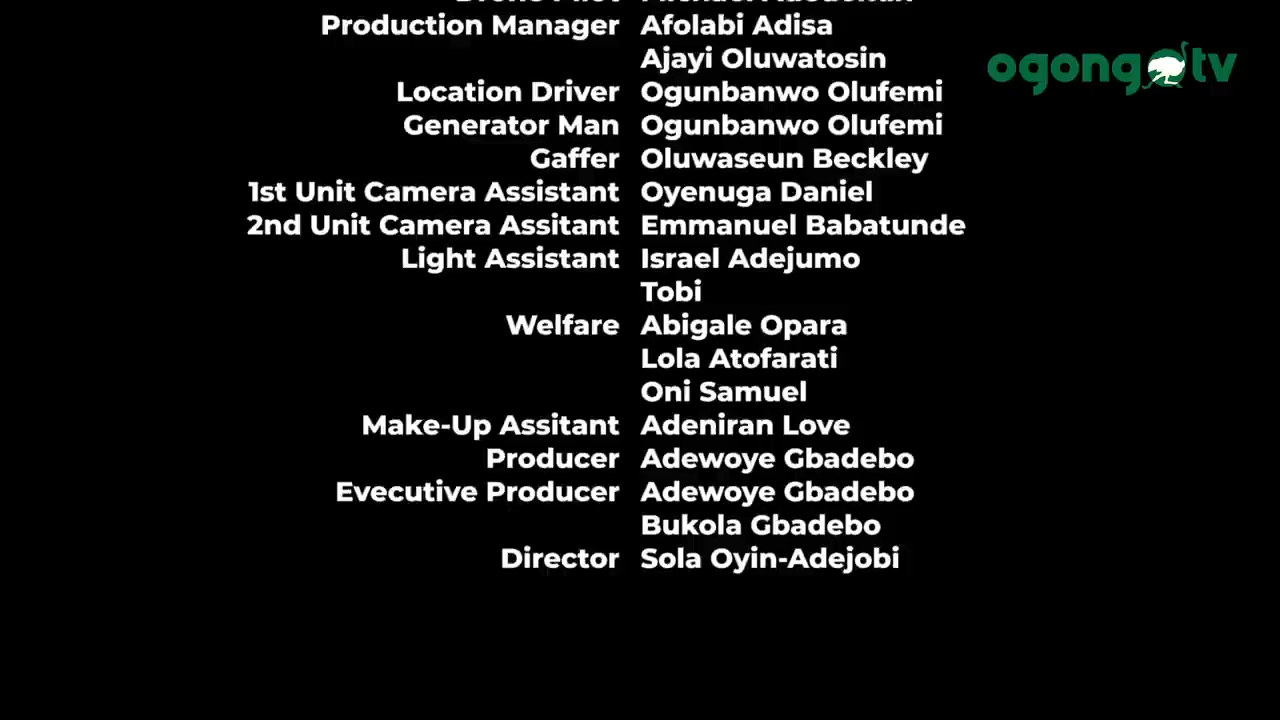 Production Manager Afolabi Adisa
Ajayi Oluwatosin
ogongo tv
Location Driver Ogunbanwo Olufemi
Generator Man Ogunbanwo Olufemi
Gaffer Oluwaseun Beckley
1st Unit Camera Assistant Oyenuga Daniel
2nd Unit Camera Assitant Emmanuel Babatunde
Light Assistant Israel Adejumo
Tobi
Welfare Abigale Opara
Lola Atofarati
Oni Samuel
Make-Up Assitant Adeniran Love
Producer Adewoye Gbadebo
Evecutive Producer Adewoye Gbadebo
Bukola Gbadebo
Director Sola Oyin-Adejobi